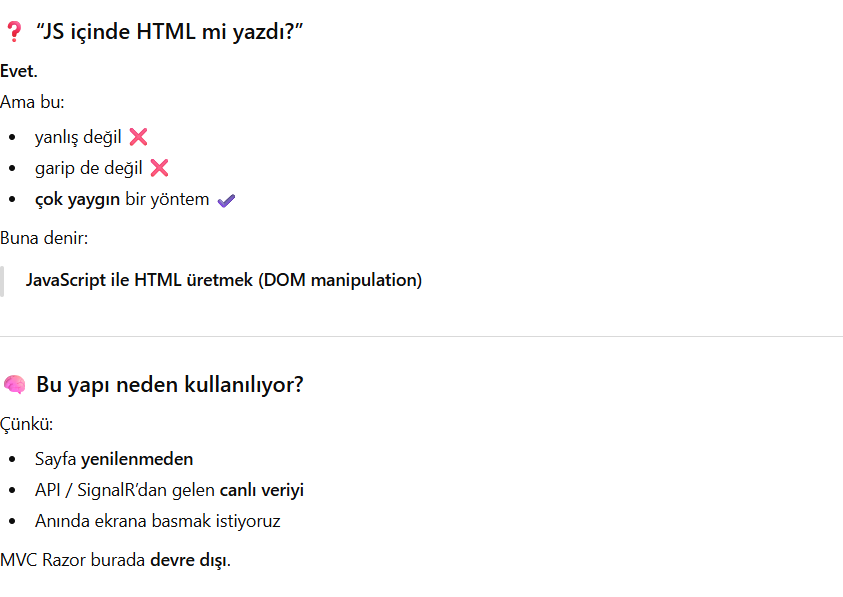 ❓ “JS içinde HTML mi yazdı?”
Evet.
Ama bu:
• yanlış değil ❌
• garip de değil ❌
• çok yaygın bir yöntem ✔
Buna denir:
JavaScript ile HTML üretmek (DOM manipulation)
🧠 Bu yapı neden kullanılıyor?
Çünkü:
• Sayfa yenilenmeden
• API / SignalR’dan gelen canlı veriyi
• Anında ekrana basmak istiyoruz
MVC Razor burada devre dışı.